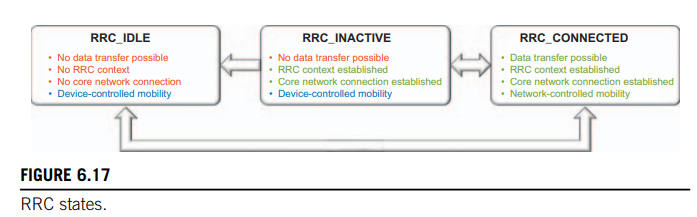 RRC_IDLE
• No data transfer possible
• No RRC context
• No core network connection
• Device-controlled mobility
RRC_INACTIVE
• No data transfer possible
• RRC context established
• Core network connection established
• Device-controlled mobility
RRC_CONNECTED
• Data transfer possible
• RRC context established
• Core network connection established
• Network-controlled mobility
FIGURE 6.17
RRC states.